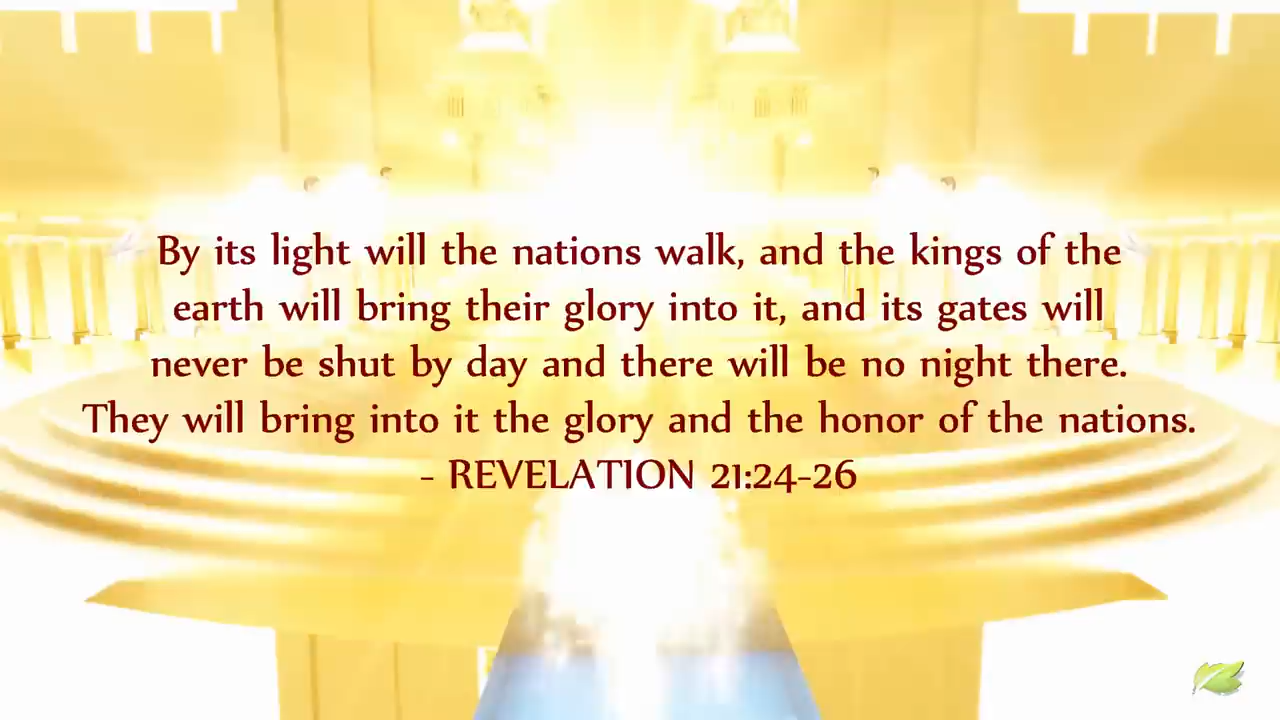 By its light will the nations walk, and the kings of the
earth will bring their glory into it, and its gates will
never be shut by day and there will be no night there.
They will bring into it the glory and the honor of the nations.
- REVELATION 21:24-26